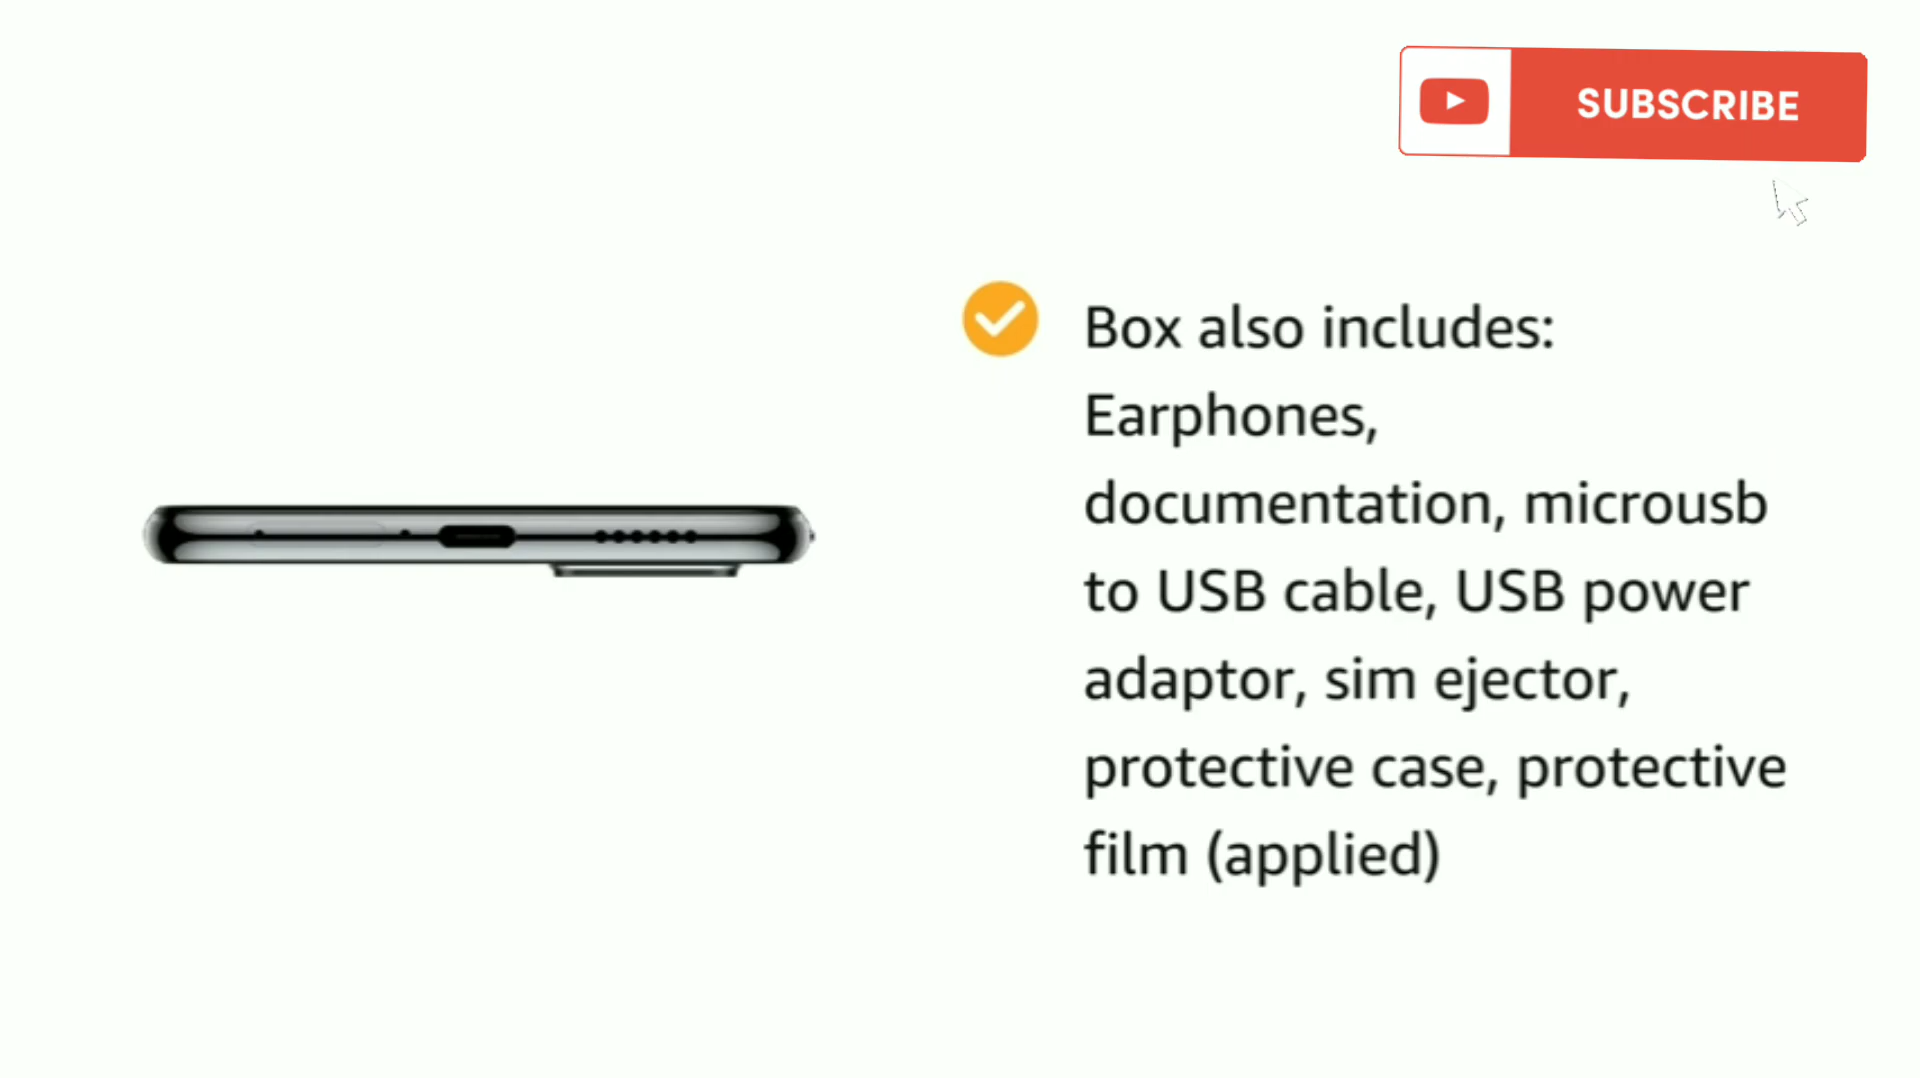 SUBSCRIBE
Box also includes:
Earphones,
documentation, microusb
to USB cable, USB power
adaptor, sim ejector,
protective case, protective
film (applied)